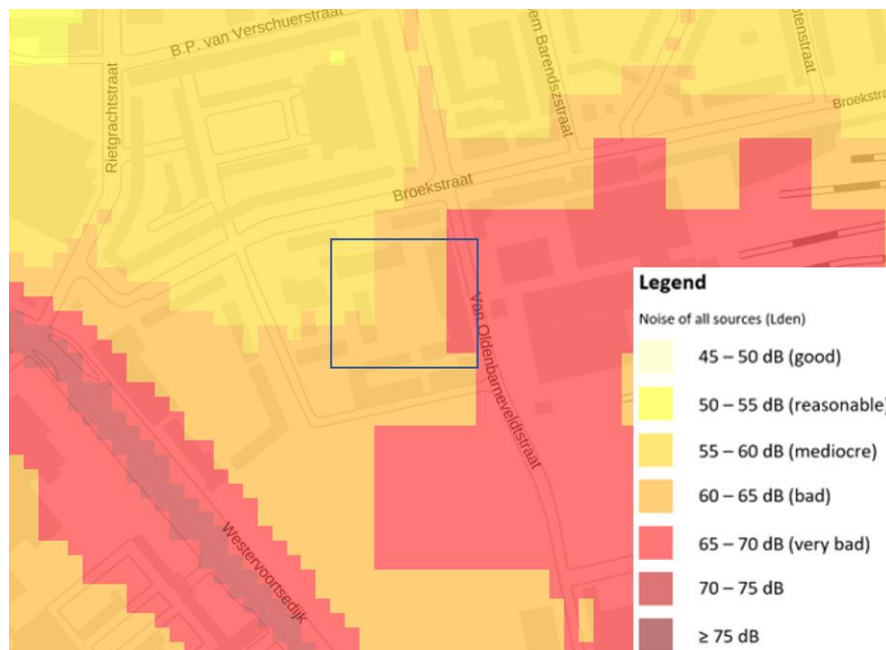 B.P. van Verschuerstraat
Rietgrachtstraat
Barendszstraat
Broekstra
Broekstraat
Van Oldenbarneveldtstraat
Westervoortsedijk
Legend
Noise of all sources (Lden)
45 – 50 dB (good)
50 – 55 dB (reasonable)
55 – 60 dB (mediocre)
60 – 65 dB (bad)
65 – 70 dB (very bad)
70 – 75 dB
≥ 75 dB